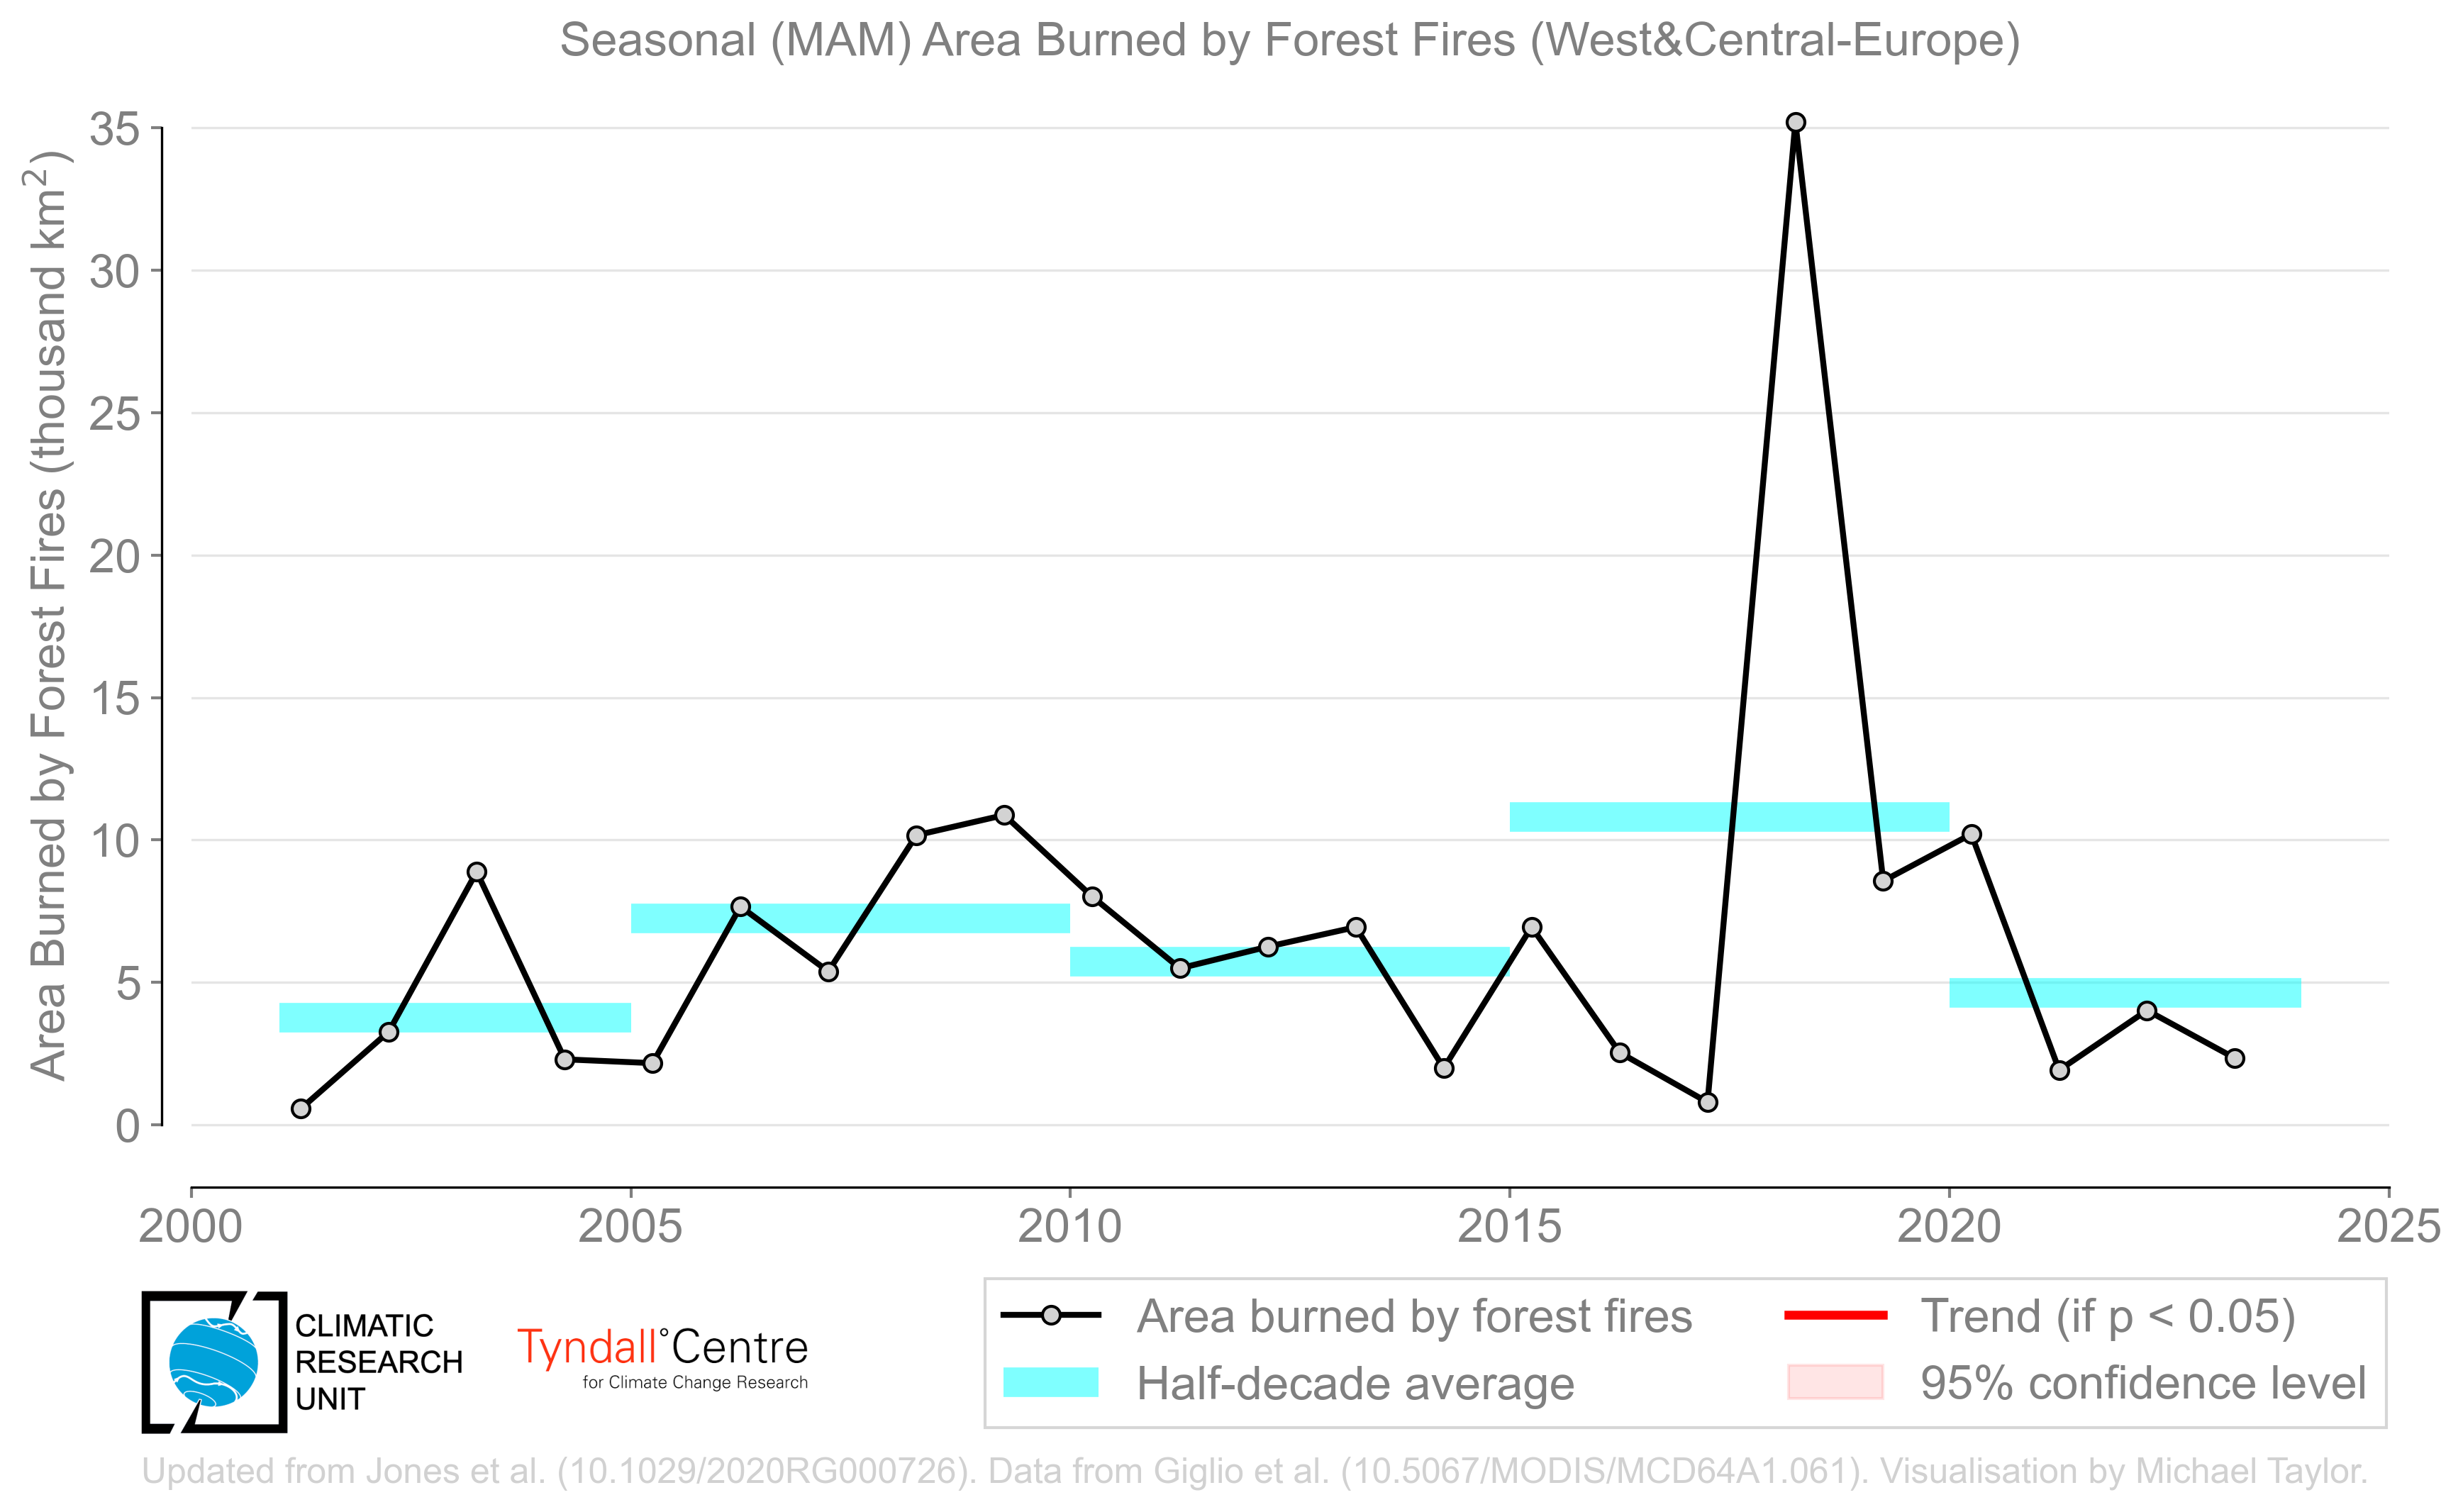 Seasonal (MAM) Area Burned by Forest Fires (West&Central-Europe)
Area Burned by Forest Fires (thousand km²)
35
30
25
20
15
10
5
0
2000
2005
2010
2015
2020
2025
CLIMATIC
RESEARCH
UNIT
Tyndall°Centre
for Climate Change Research
Area burned by forest fires
Half-decade average
Trend (if p < 0.05)
95% confidence level
Updated from Jones et al. (10.1029/2020RG000726). Data from Giglio et al. (10.5067/MODIS/MCD64A1.061). Visualisation by Michael Taylor.